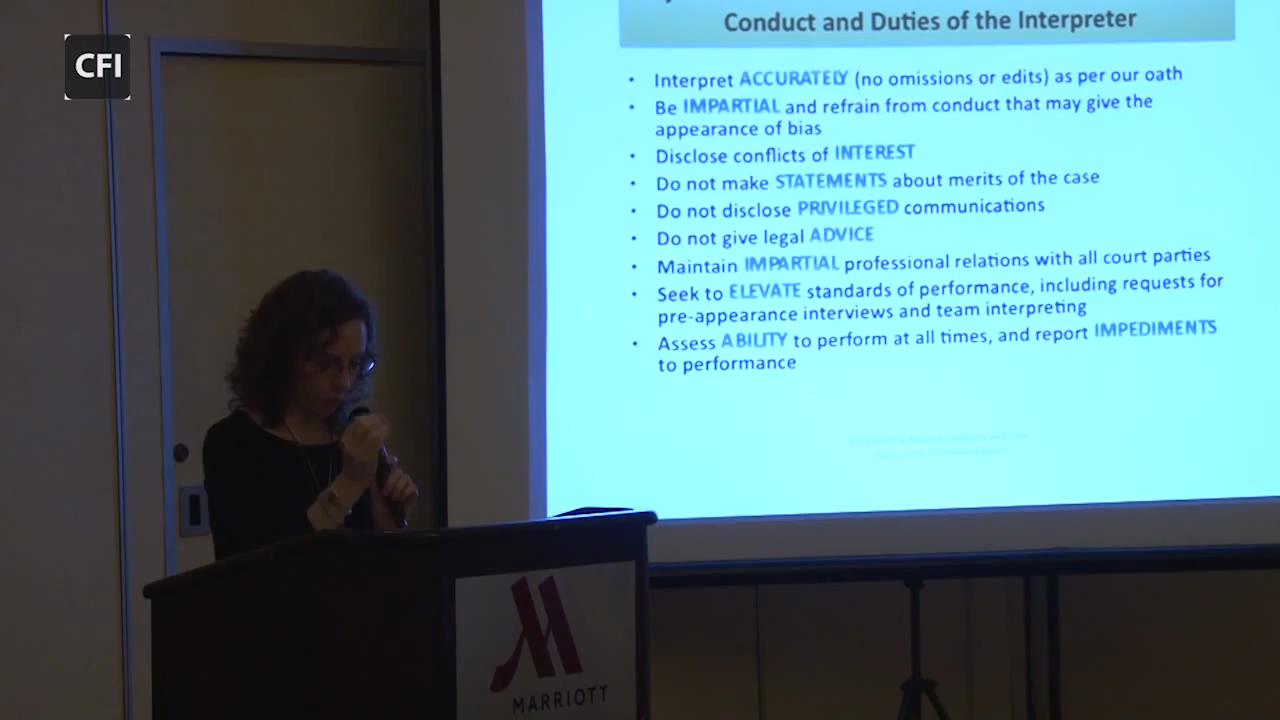 CFI
Conduct and Duties of the Interpreter
• Interpret ACCURATELY (no omissions or edits) as per our oath
• Be IMPARTIAL and refrain from conduct that may give the
appearance of bias
• Disclose conflicts of INTEREST
• Do not make STATEMENTS about merits of the case
• Do not disclose PRIVILEGED communications
• Do not give legal ADVICE
• Maintain IMPARTIAL professional relations with all court parties
• Seek to ELEVATE standards of performance, including requests for
pre-appearance interviews and team interpreting
• Assess ABILITY to perform at all times, and report IMPEDIMENTS
to performance
MARRIOTT